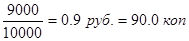 9000/10000 = 0.9 руб. = 90.0 коп